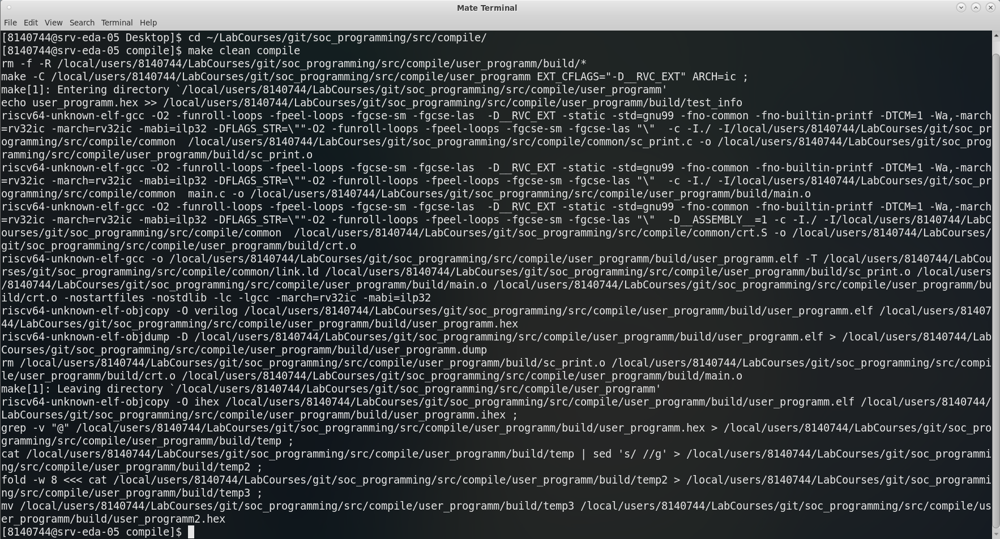 Mate Terminal
File Edit View Search Terminal Help
[8140744@srv-eda-05 Desktop]$ cd ~/LabCourses/git/soc_programming/src/compile/
[8140744@srv-eda-05 compile]$ make clean compile
rm -f -R /local/users/8140744/LabCourses/git/soc_programming/src/compile/user_programm/build/*
make -C /local/users/8140744/LabCourses/git/soc_programming/src/compile/user_programm EXT_CFLAGS="-D__RVC_EXT" ARCH=ic ;
make[1]: Entering directory `/local/users/8140744/LabCourses/git/soc_programming/src/compile/user_programm'
echo user_programm.hex >> /local/users/8140744/LabCourses/git/soc_programming/src/compile/user_programm/build/test_info
riscv64-unknown-elf-gcc -O2 -funroll-loops -fpeel-loops -fgcse-sm -fgcse-las  -D__RVC_EXT -static -std=gnu99 -fno-common -fno-builtin-printf -DTCM=1 -Wa,-march
=rv32ic -march=rv32ic -mabi=ilp32 -DFLAGS_STR=\""-O2 -funroll-loops -fpeel-loops -fgcse-sm -fgcse-las "\"  -c -I./ -I/local/users/8140744/LabCourses/git/soc_pr
ogramming/src/compile/common  /local/users/8140744/LabCourses/git/soc_programming/src/compile/common/sc_print.c -o /local/users/8140744/LabCourses/git/soc_prog
ramming/src/compile/user_programm/build/sc_print.o
riscv64-unknown-elf-gcc -O2 -funroll-loops -fpeel-loops -fgcse-sm -fgcse-las  -D__RVC_EXT -static -std=gnu99 -fno-common -fno-builtin-printf -DTCM=1 -Wa,-march
=rv32ic -march=rv32ic -mabi=ilp32 -DFLAGS_STR=\""-O2 -funroll-loops -fpeel-loops -fgcse-sm -fgcse-las "\"  -c -I./ -I/local/users/8140744/LabCourses/git/soc_pr
ogramming/src/compile/common  main.c -o /local/users/8140744/LabCourses/git/soc_programming/src/compile/user_programm/build/main.o
riscv64-unknown-elf-gcc -O2 -funroll-loops -fpeel-loops -fgcse-sm -fgcse-las  -D__RVC_EXT -static -std=gnu99 -fno-common -fno-builtin-printf -DTCM=1 -Wa,-march
=rv32ic -march=rv32ic -mabi=ilp32 -DFLAGS_STR=\""-O2 -funroll-loops -fpeel-loops -fgcse-sm -fgcse-las "\"  -D__ASSEMBLY__=1 -c -I./ -I/local/users/8140744/LabC
ourses/git/soc_programming/src/compile/common  /local/users/8140744/LabCourses/git/soc_programming/src/compile/common/crt.S -o /local/users/8140744/LabCourses/
git/soc_programming/src/compile/user_programm/build/crt.o
riscv64-unknown-elf-gcc -o /local/users/8140744/LabCourses/git/soc_programming/src/compile/user_programm/build/user_programm.elf -T /local/users/8140744/LabCou
rses/git/soc_programming/src/compile/common/link.ld /local/users/8140744/LabCourses/git/soc_programming/src/compile/user_programm/build/sc_print.o /local/users
/8140744/LabCourses/git/soc_programming/src/compile/user_programm/build/main.o /local/users/8140744/LabCourses/git/soc_programming/src/compile/user_programm/bu
ild/crt.o -nostartfiles -nostdlib -lc -lgcc -march=rv32ic -mabi=ilp32
riscv64-unknown-elf-objcopy -O verilog /local/users/8140744/LabCourses/git/soc_programming/src/compile/user_programm/build/user_programm.elf /local/users/81407
44/LabCourses/git/soc_programming/src/compile/user_programm/build/user_programm.hex
riscv64-unknown-elf-objdump -D /local/users/8140744/LabCourses/git/soc_programming/src/compile/user_programm/build/user_programm.elf > /local/users/8140744/Lab
Courses/git/soc_programming/src/compile/user_programm/build/user_programm.dump
rm /local/users/8140744/LabCourses/git/soc_programming/src/compile/user_programm/build/sc_print.o /local/users/8140744/LabCourses/git/soc_programming/src/compi
le/user_programm/build/crt.o /local/users/8140744/LabCourses/git/soc_programming/src/compile/user_programm/build/main.o
make[1]: Leaving directory `/local/users/8140744/LabCourses/git/soc_programming/src/compile/user_programm'
riscv64-unknown-elf-objcopy -O ihex /local/users/8140744/LabCourses/git/soc_programming/src/compile/user_programm/build/user_programm.elf /local/users/8140744/
LabCourses/git/soc_programming/src/compile/user_programm/build/user_programm.ihex ;
grep -v "@" /local/users/8140744/LabCourses/git/soc_programming/src/compile/user_programm/build/user_programm.hex > /local/users/8140744/LabCourses/git/soc_pro
gramming/src/compile/user_programm/build/temp ;
cat /local/users/8140744/LabCourses/git/soc_programming/src/compile/user_programm/build/temp | sed 's/ //g' > /local/users/8140744/LabCourses/git/soc_programmi
ng/src/compile/user_programm/build/temp2 ;
fold -w 8 <<< cat /local/users/8140744/LabCourses/git/soc_programming/src/compile/user_programm/build/temp2 > /local/users/8140744/LabCourses/git/soc_programmi
ng/src/compile/user_programm/build/temp3 ;
mv /local/users/8140744/LabCourses/git/soc_programming/src/compile/user_programm/build/temp3 /local/users/8140744/LabCourses/git/soc_programming/src/compile/us
er_programm/build/user_programm2.hex
[8140744@srv-eda-05 compile]$